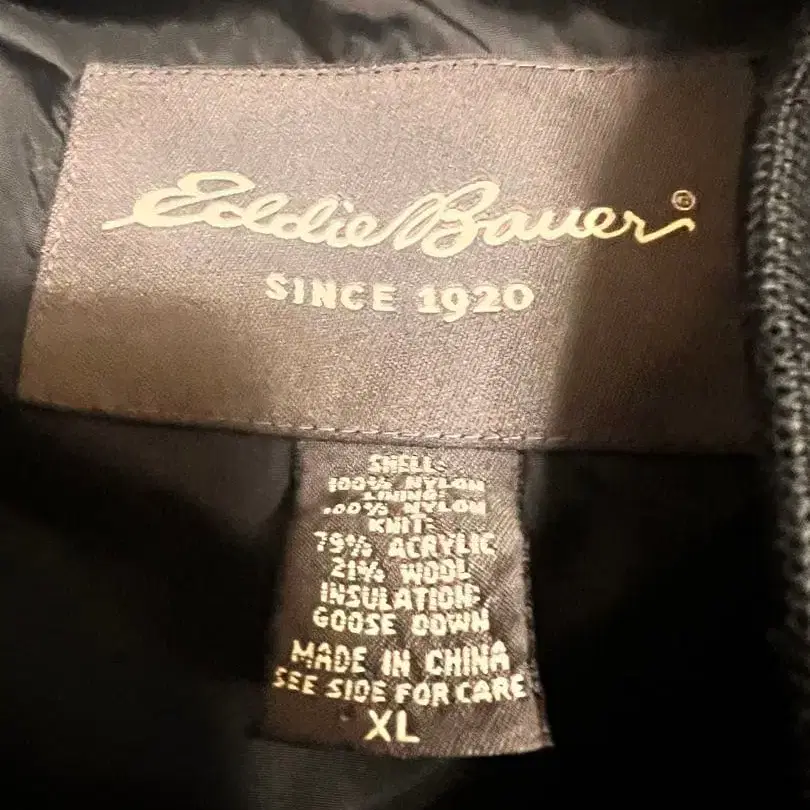 Eddie Bauer®
SINCE 1920
SHELL:
100% NYLON
LINING:
100% NYLON
KNIT:
79% ACRYLIC
21% WOOL
INSULATION:
GOOSE DOWN
MADE IN CHINA
SEE SIDE FOR CARE
XL